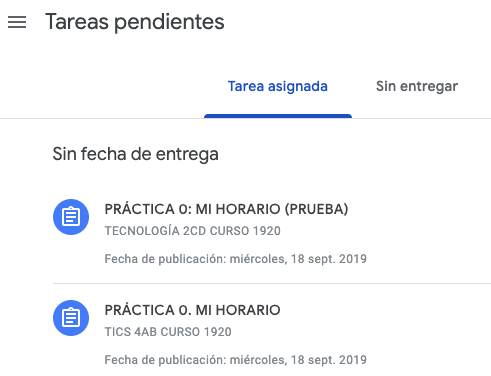 Tareas pendientes
Tarea asignada
Sin entregar
Sin fecha de entrega
PRÁCTICA 0: MI HORARIO (PRUEBA)
TECNOLOGÍA 2CD CURSO 1920
Fecha de publicación: miércoles, 18 sept. 2019
PRÁCTICA 0. MI HORARIO
TICS 4AB CURSO 1920
Fecha de publicación: miércoles, 18 sept. 2019